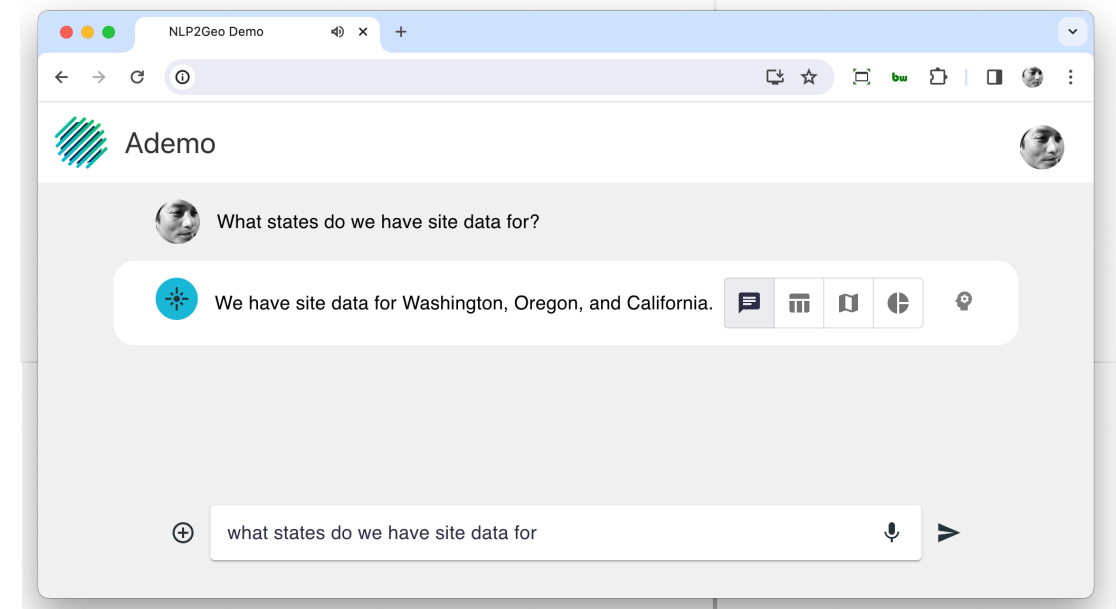 NLP2Geo Demo
bw
Ademo
What states do we have site data for?
We have site data for Washington, Oregon, and California.
what states do we have site data for